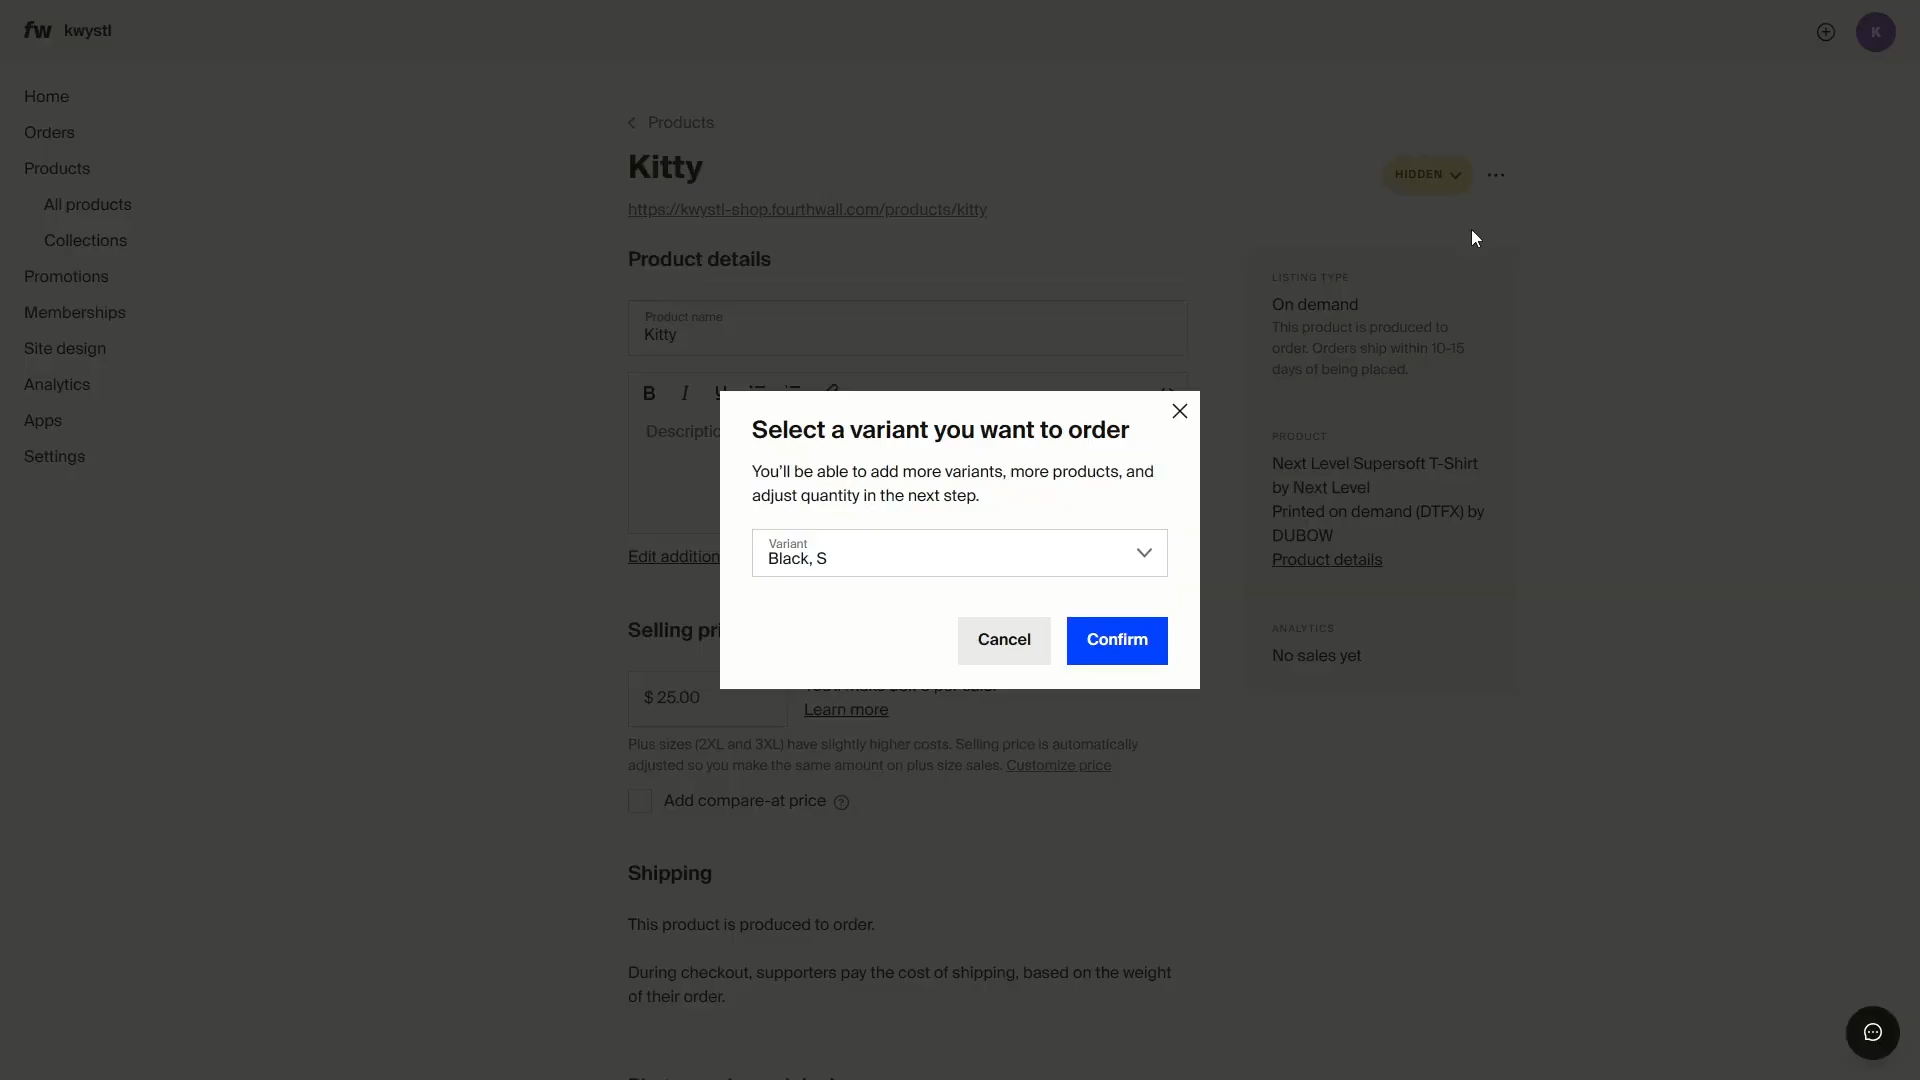 fw kwystl
K
Home
Orders
Products
All products
Collections
Promotions
Memberships
Site design
Analytics
Apps
Settings
Products
Kitty
HIDDEN
https://kwystl-shop.fourthwall.com/products/kitty
Product details
Product name
Kitty
B I U
Descriptio
Edit addition
Select a variant you want to order
You'll be able to add more variants, more products, and
adjust quantity in the next step.
Variant
Black, S
Cancel
Confirm
Selling pri
$ 25.00
Learn more
Plus sizes (2XL and 3XL) have slightly higher costs. Selling price is automatically
adjusted so you make the same amount on plus size sales. Customize price
Add compare-at price
Shipping
This product is produced to order.
During checkout, supporters pay the cost of shipping, based on the weight
of their order.
LISTING TYPE
On demand
This product is produced to
order. Orders ship within 10-15
days of being placed.
PRODUCT
Next Level Supersoft T-Shirt
by Next Level
Printed on demand (DTFX) by
DUBOW
Product details
ANALYTICS
No sales yet